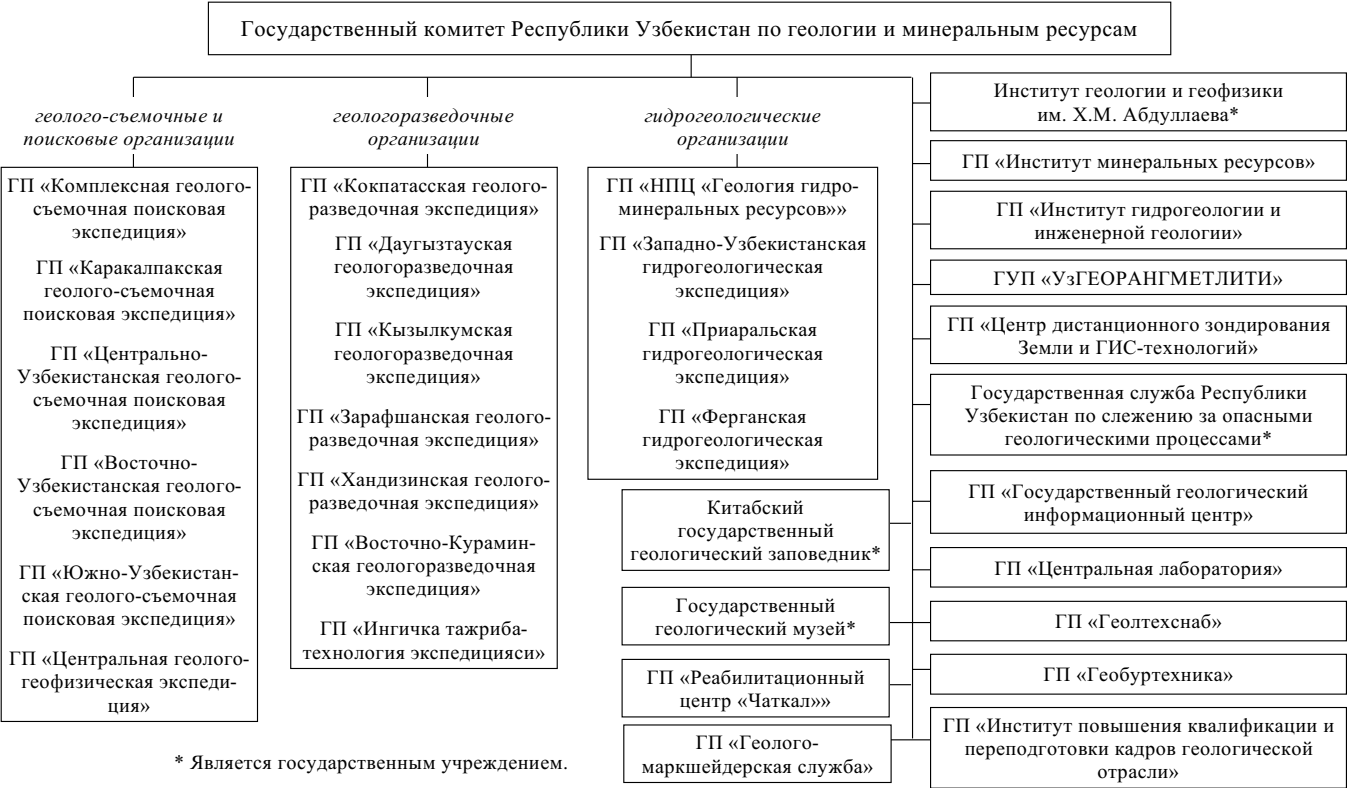 Государственный комитет Республики Узбекистан по геологии и минеральным ресурсам
геолого-съемочные и
поисковые организации
ГП «Комплексная геолого-
съемочная поисковая
экспедиция»
ГП «Каракалпакская
геолого-съемочная
поисковая экспедиция»
ГП «Центрально-
Узбекистанская геолого-
съемочная поисковая
экспедиция»
ГП «Восточно-
Узбекистанская геолого-
съемочная поисковая
экспедиция»
ГП «Южно-Узбекистан-
ская геолого-съемочная
поисковая экспедиция»
ГП «Центральная геолого-
геофизическая экспеди-
ция»
геологоразведочные
организации
ГП «Кокпатасская геолого-
разведочная экспедиция»
ГП «Даугызтауская
геологоразведочная
экспедиция»
ГП «Кызылкумская
геологоразведочная
экспедиция»
ГП «Зарафшанская геолого-
разведочная экспедиция»
ГП «Хандизинская геолого-
разведочная экспедиция»
ГП «Восточно-Курамин-
ская геологоразведочная
экспедиция»
ГП «Ингичка тажриба-
технология экспедицияси»
гидрогеологические
организации
ГП «НПЦ «Геология гидро-
минеральных ресурсов»»
ГП «Западно-Узбекистанская
гидрогеологическая
экспедиция»
ГП «Приаральская
гидрогеологическая
экспедиция»
ГП «Ферганская
гидрогеологическая
экспедиция»
Китабский
государственный
геологический заповедник*
Государственный
геологический музей*
ГП «Реабилитационный
центр «Чаткал»»
ГП «Геолого-
маркшейдерская служба»
Институт геологии и геофизики
им. Х.М. Абдуллаева*
ГП «Институт минеральных ресурсов»
ГП «Институт гидрогеологии и
инженерной геологии»
ГУП «УзГЕОРАНГМЕТЛИТИ»
ГП «Центр дистанционного зондирования
Земли и ГИС-технологий»
Государственная служба Республики
Узбекистан по слежению за опасными
геологическими процессами*
ГП «Государственный геологический
информационный центр»
ГП «Центральная лаборатория»
ГП «Геолтехснаб»
ГП «Геобуртехника»
ГП «Институт повышения квалификации и
переподготовки кадров геологической
отрасли»
* Является государственным учреждением.